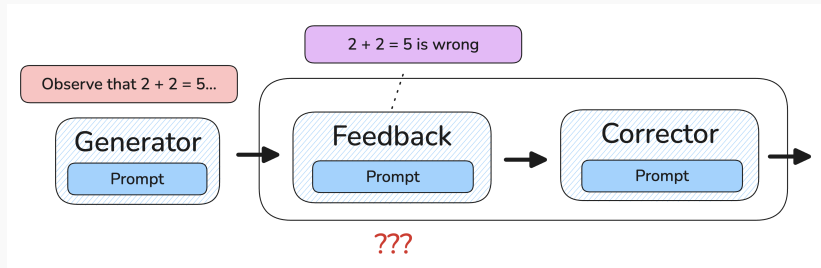 2 + 2 = 5 is wrong
Observe that 2 + 2 = 5...
Generator
Prompt
Feedback
Prompt
Corrector
Prompt
???